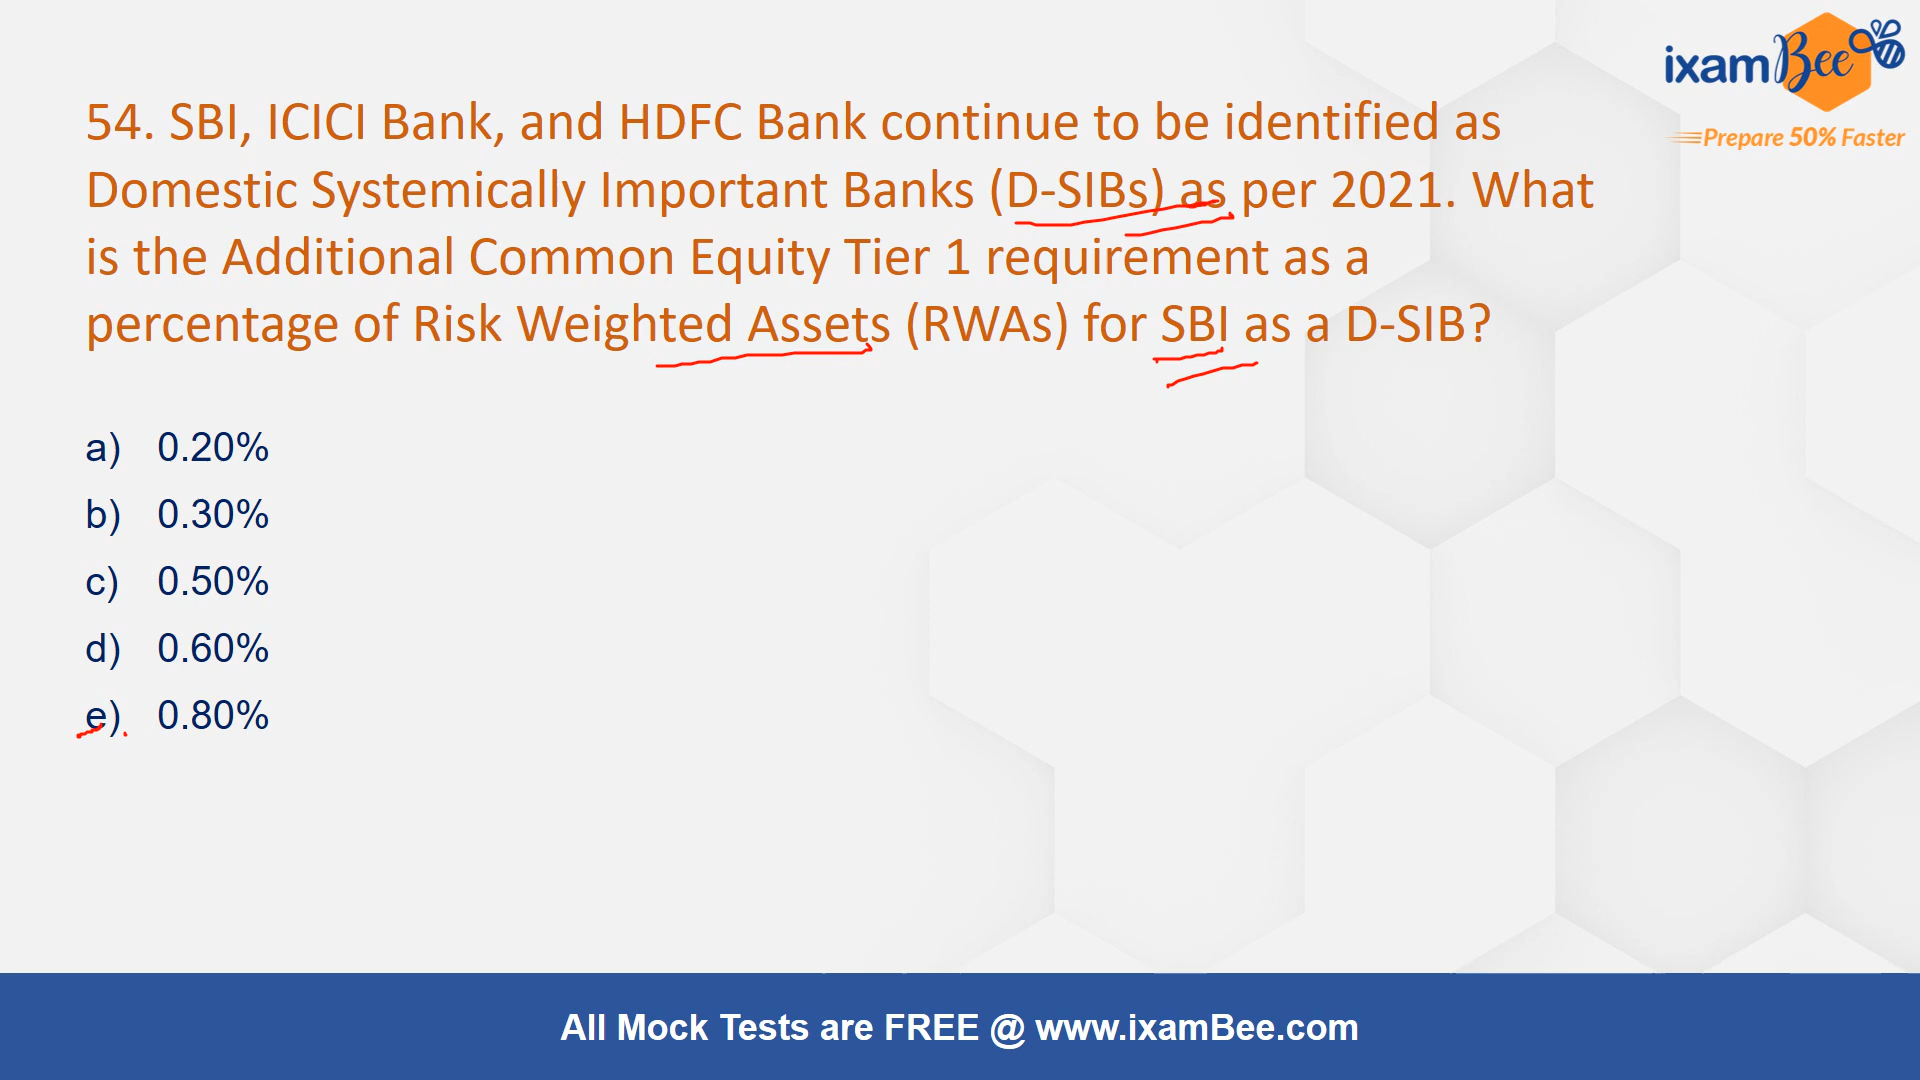 ixamBee
Prepare 50% Faster
54. SBI, ICICI Bank, and HDFC Bank continue to be identified as
Domestic Systemically Important Banks (D-SIBs) as per 2021. What
is the Additional Common Equity Tier 1 requirement as a
percentage of Risk Weighted Assets (RWAs) for SBI as a D-SIB?
a) 0.20%
b) 0.30%
c) 0.50%
d) 0.60%
e) 0.80%
All Mock Tests are FREE @ www.ixamBee.com